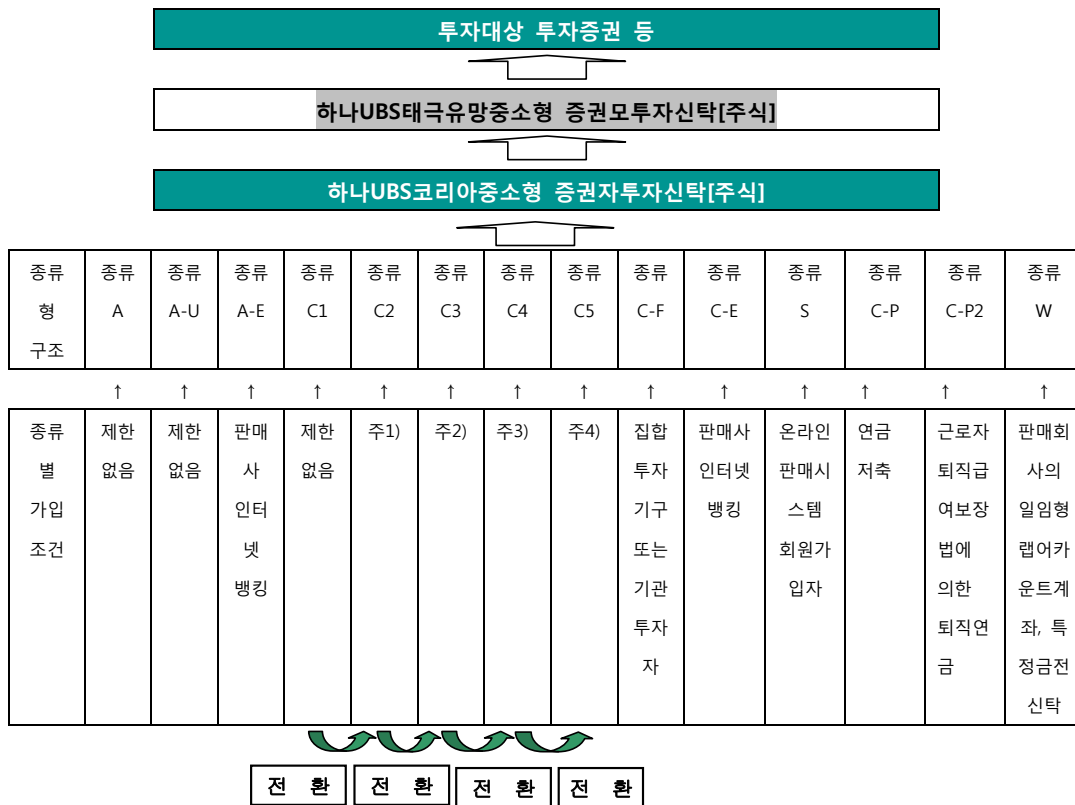 투자대상 투자증권 등
하나UBS태극유망중소형 증권모투자신탁[주식]
하나UBS코리아중소형 증권자투자신탁[주식]
종류 종류 종류 종류 종류 종류 종류 종류 종류 종류 종류 종류 종류 종류 종류
형 A A-U A-E C1 C2 C3 C4 C5 C-F C-E S C-P C-P2 W
구조
↑ ↑ ↑ ↑ ↑ ↑ ↑ ↑ ↑ ↑ ↑ ↑ ↑ ↑
종류 제한 제한 판매 제한 주1) 주2) 주3) 주4) 집합 판매사 온라인 연금 근로자 판매회
별 없음 없음 사 없음 투자 인터넷 판매시 저축 퇴직급 사의
가입 인터 기구 뱅킹 스템 여보장 일임형
조건 넷 또는 회원가 법에 랩어카
뱅킹 기관 입자 의한 운트계
투자 퇴직연 좌, 특
자 금 정금전
신탁
전 환 전 환 전 환 전 환